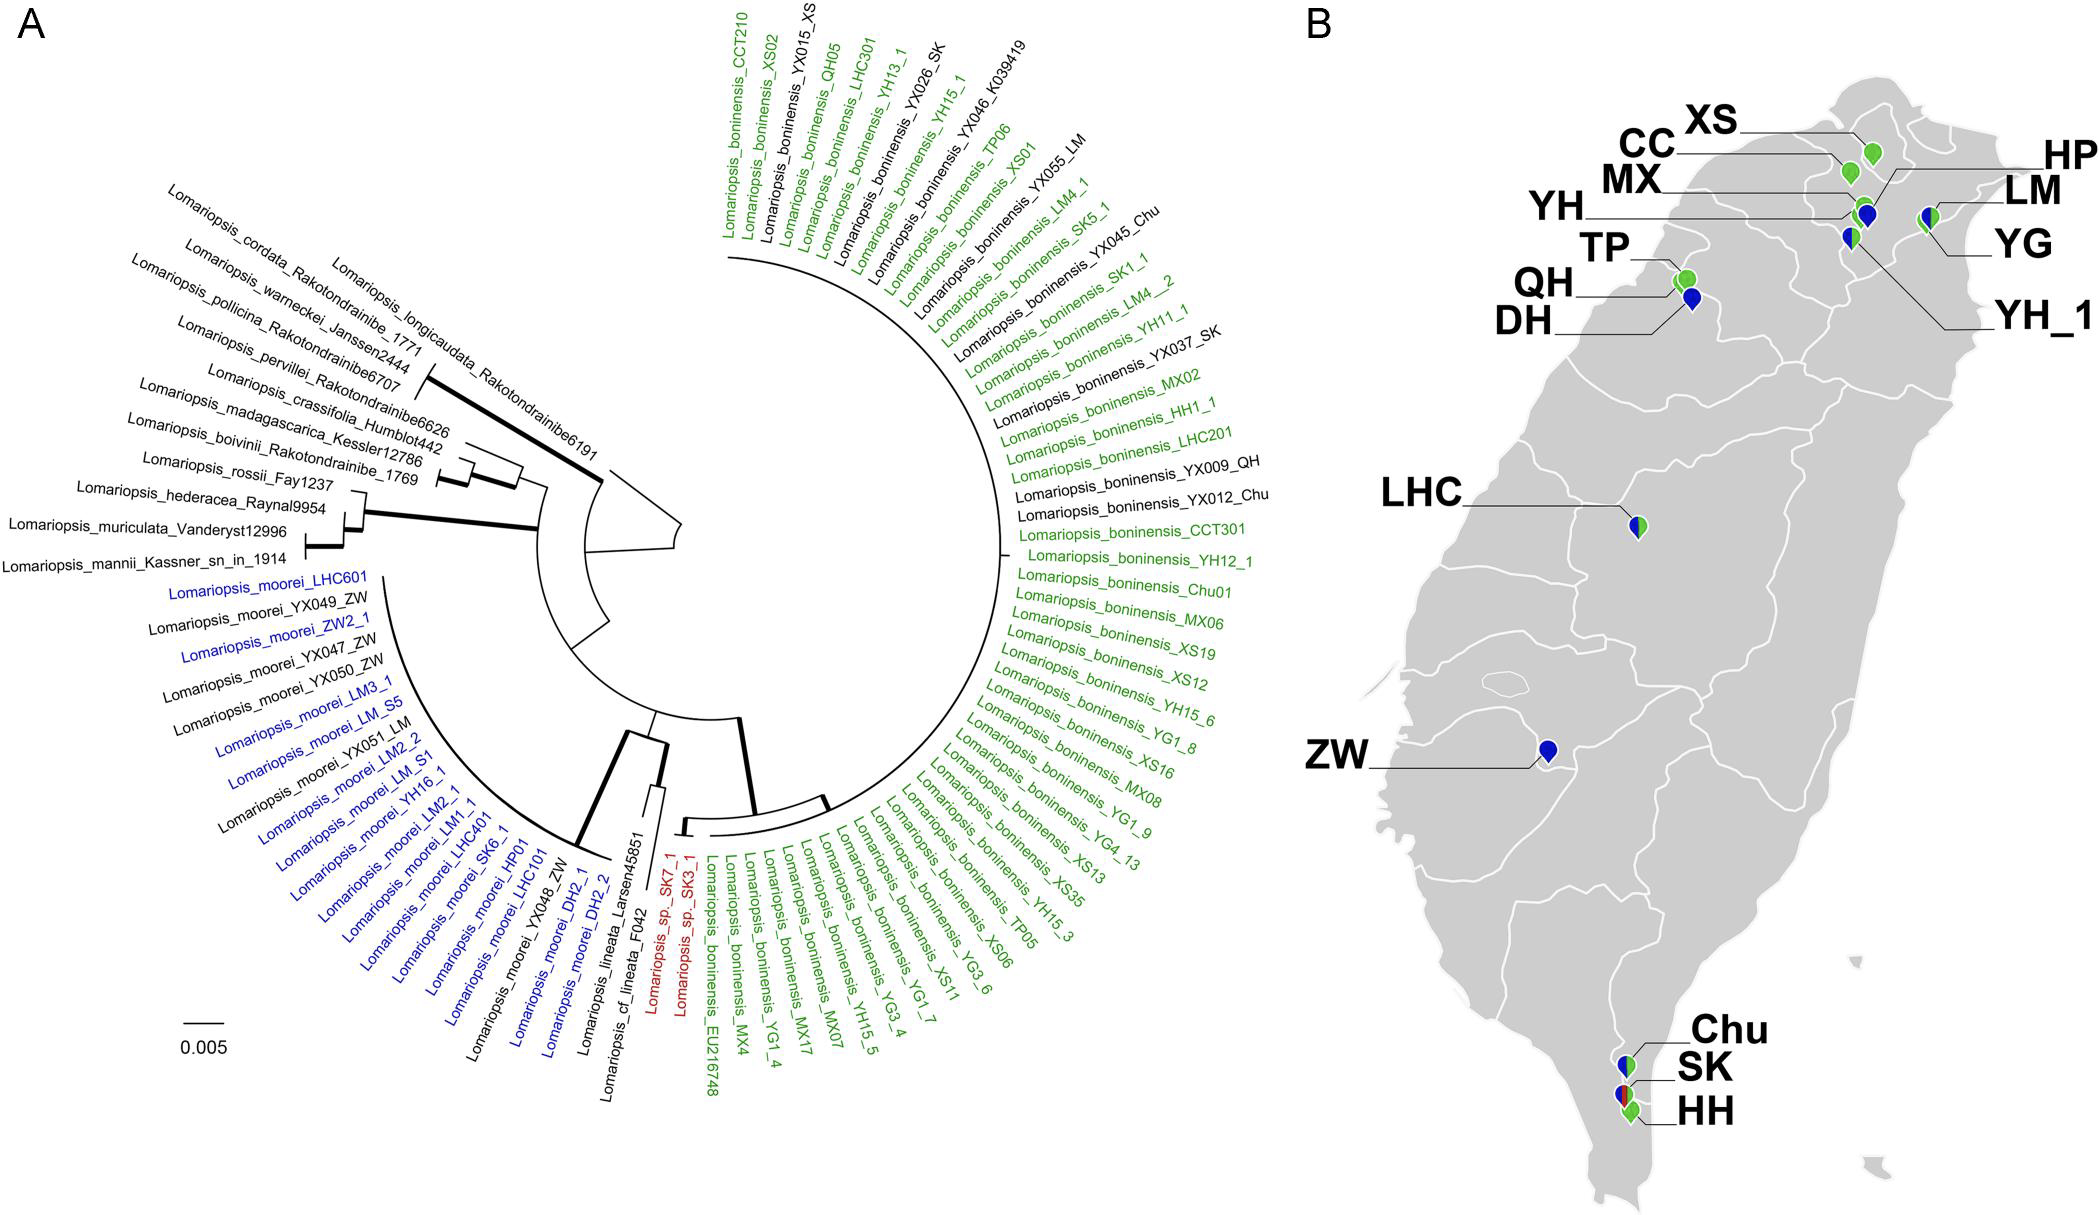 A
Lomariopsis_longicaudata_Rakotondrainibe6191
Lomariopsis_cordata_Rakotondrainibe_1771
Lomariopsis_warneckei_Janssen2444
Lomariopsis_pollicina_Rakotondrainibe6707
Lomariopsis_pervillei_Rakotondrainibe6626
Lomariopsis_crassifolia_Humblot442
Lomariopsis_madagascarica_Kessler12786
Lomariopsis_boivinii_Rakotondrainibe_1769
Lomariopsis_rossii_Fay1237
Lomariopsis_hederacea_Raynal9954
Lomariopsis_muriculata_Vanderyst12996
Lomariopsis_mannii_Kassner_sn_in_1914
Lomariopsis_moorei_LHC601
Lomariopsis_moorei_YX049_ZW
Lomariopsis_moorei_ZW2_1
Lomariopsis_moorei_YX047_ZW
Lomariopsis_moorei_YX050_ZW
Lomariopsis_moorei_LM3_1
Lomariopsis_moorei_LM_S5
Lomariopsis_moorei_YX051_LM
Lomariopsis_moorei_LM2_2
Lomariopsis_moorei_LM_S1
Lomariopsis_moorei_YH16_1
Lomariopsis_moorei_LM2_1
Lomariopsis_moorei_LM1_1
Lomariopsis_moorei_LHC401
Lomariopsis_moorei_SK6_1
Lomariopsis_moorei_HP01
Lomariopsis_moorei_LHC101
Lomariopsis_moorei_YX048_ZW
Lomariopsis_moorei_DH2_1
Lomariopsis_moorei_DH2_2
Lomariopsis_lineata_Larsen45851
Lomariopsis_cf_lineata_F042
Lomariopsis_sp._SK7_1
Lomariopsis_sp._SK3_1
Lomariopsis_boninensis_EU216748
Lomariopsis_boninensis_MX4
Lomariopsis_boninensis_YG1_4
Lomariopsis_boninensis_MX17
Lomariopsis_boninensis_MX07
Lomariopsis_boninensis_YH15_5
Lomariopsis_boninensis_YG3_4
Lomariopsis_boninensis_YG1_7
Lomariopsis_boninensis_XS11
Lomariopsis_boninensis_YG3_6
Lomariopsis_boninensis_XS06
Lomariopsis_boninensis_TP05
Lomariopsis_boninensis_YH15_3
Lomariopsis_boninensis_XS35
Lomariopsis_boninensis_XS13
Lomariopsis_boninensis_YG4_13
Lomariopsis_boninensis_YG1_9
Lomariopsis_boninensis_MX08
Lomariopsis_boninensis_XS16
Lomariopsis_boninensis_YG1_8
Lomariopsis_boninensis_YH15_6
Lomariopsis_boninensis_XS12
Lomariopsis_boninensis_XS19
Lomariopsis_boninensis_MX06
Lomariopsis_boninensis_Chu01
Lomariopsis_boninensis_YH12_1
Lomariopsis_boninensis_CCT301
Lomariopsis_boninensis_YX012_Chu
Lomariopsis_boninensis_YX009_QH
Lomariopsis_boninensis_LHC201
Lomariopsis_boninensis_HH1_1
Lomariopsis_boninensis_MX02
Lomariopsis_boninensis_YX037_SK
Lomariopsis_boninensis_YH11_1
Lomariopsis_boninensis_LM4__2
Lomariopsis_boninensis_SK1_1
Lomariopsis_boninensis_YX045_Chu
Lomariopsis_boninensis_SK5_1
Lomariopsis_boninensis_LM4_1
Lomariopsis_boninensis_YX055_LM
Lomariopsis_boninensis_XS01
Lomariopsis_boninensis_TP06
Lomariopsis_boninensis_YX046_K039419
Lomariopsis_boninensis_YH15_1
Lomariopsis_boninensis_YX026_SK
Lomariopsis_boninensis_YH13_1
Lomariopsis_boninensis_LHC301
Lomariopsis_boninensis_QH05
Lomariopsis_boninensis_YX015_XS
Lomariopsis_boninensis_XS02
Lomariopsis_boninensis_CCT210
0.005
B
XS
CC
HP
MX
LM
YH
YG
TP
QH
DH
YH_1
LHC
ZW
Chu
SK
HH